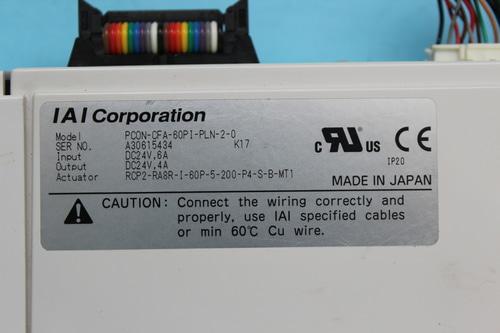 IAI Corporation
Model PCON-CFA-60PI-PLN-2-0
SER NO. A30615434 K17
Input DC24V,6A
Output DC24V,4A
Actuator RCP2-RA8R-I-60P-5-200-P4-S-B-MT1
c RU US CE
IP20
MADE IN JAPAN
CAUTION: Connect the wiring correctly and
properly, use IAI specified cables
or min 60℃ Cu wire.